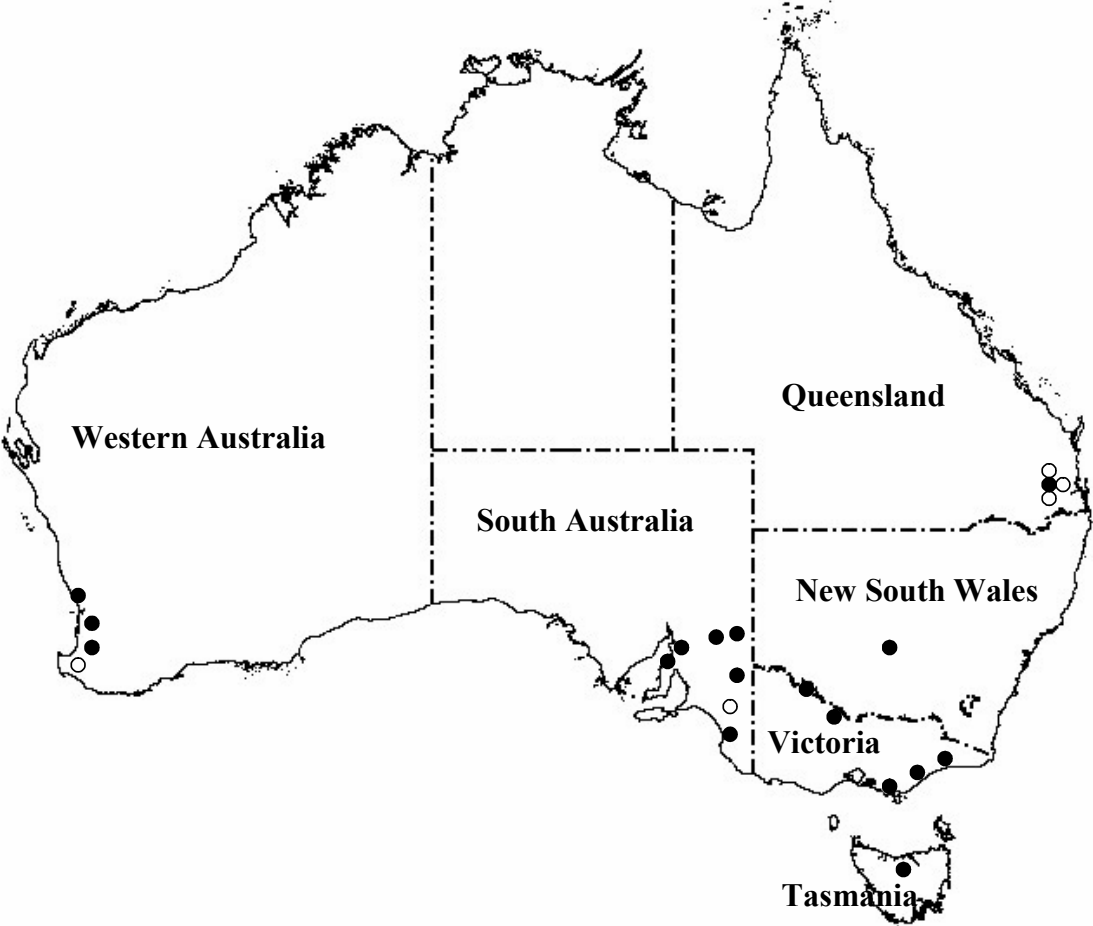 Queensland
Western Australia
South Australia
New South Wales
Victoria
Tasmania